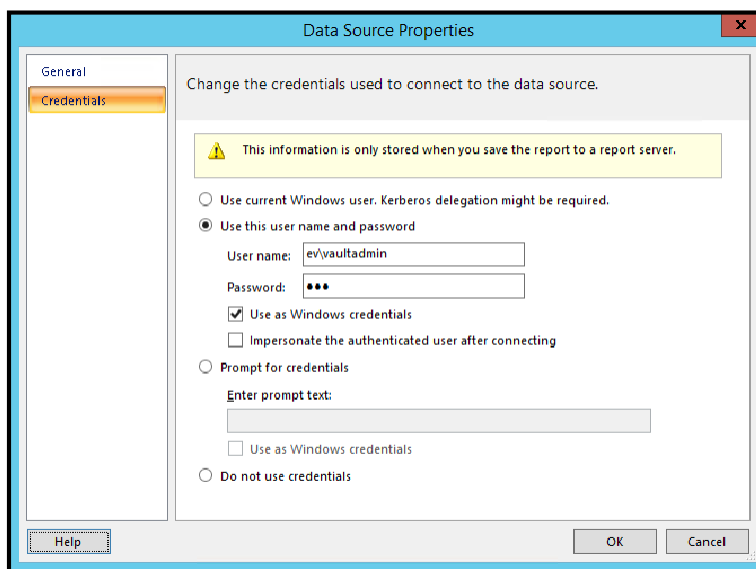 Data Source Properties
x
General
Credentials
Change the credentials used to connect to the data source.
This information is only stored when you save the report to a report server.
Use current Windows user. Kerberos delegation might be required.
Use this user name and password
User name: ev\vaultadmin
Password: •••
Use as Windows credentials
Impersonate the authenticated user after connecting
Prompt for credentials
Enter prompt text:
Use as Windows credentials
Do not use credentials
Help OK Cancel